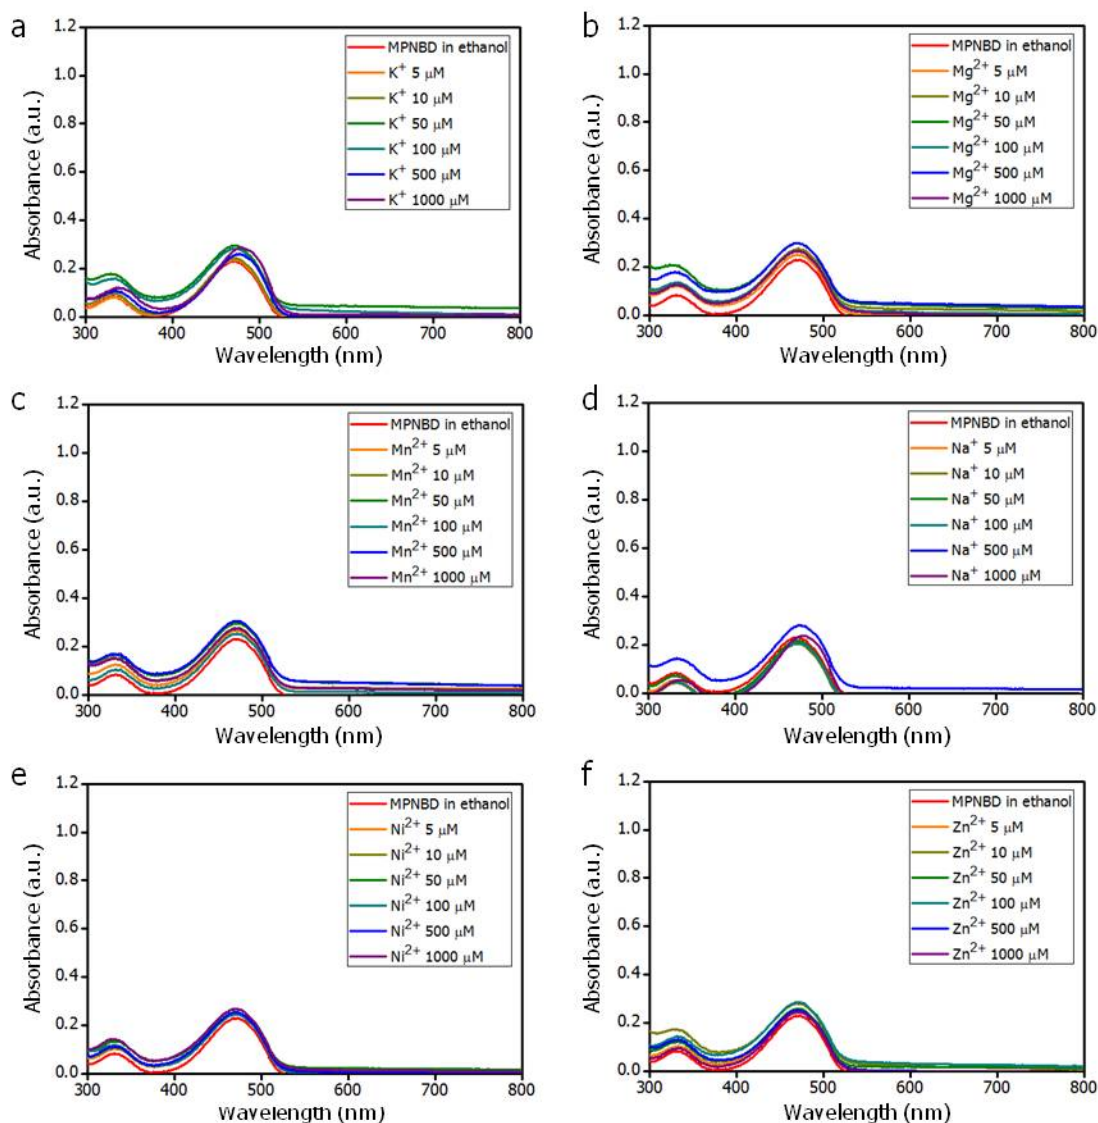 a
1.2
1.0
0.8
0.6
0.4
0.2
0.0
Absorbance (a.u.)
MPNBD in ethanol
K+ 5 μM
K+ 10 μM
K+ 50 μM
K+ 100 μM
K+ 500 μM
K+ 1000 μM
300 400 500 600 700 800
Wavelength (nm)
b
1.2
1.0
0.8
0.6
0.4
0.2
0.0
Absorbance (a.u.)
MPNBD in ethanol
Mg2+ 5 μM
Mg2+ 10 μM
Mg2+ 50 μM
Mg2+ 100 μM
Mg2+ 500 μM
Mg2+ 1000 μM
300 400 500 600 700 800
Wavelength (nm)
c
1.2
1.0
0.8
0.6
0.4
0.2
0.0
Absorbance (a.u.)
MPNBD in ethanol
Mn2+ 5 μM
Mn2+ 10 μM
Mn2+ 50 μM
Mn2+ 100 μM
Mn2+ 500 μM
Mn2+ 1000 μM
300 400 500 600 700 800
Wavelength (nm)
d
1.2
1.0
0.8
0.6
0.4
0.2
0.0
Absorbance (a.u.)
MPNBD in ethanol
Na+ 5 μM
Na+ 10 μM
Na+ 50 μM
Na+ 100 μM
Na+ 500 μM
Na+ 1000 μM
300 400 500 600 700 800
Wavelength (nm)
e
1.2
1.0
0.8
0.6
0.4
0.2
0.0
Absorbance (a.u.)
MPNBD in ethanol
Ni2+ 5 μM
Ni2+ 10 μM
Ni2+ 50 μM
Ni2+ 100 μM
Ni2+ 500 μM
Ni2+ 1000 μM
300 400 500 600 700 800
Wavelength (nm)
f
1.2
1.0
0.8
0.6
0.4
0.2
0.0
Absorbance (a.u.)
MPNBD in ethanol
Zn2+ 5 μM
Zn2+ 10 μM
Zn2+ 50 μM
Zn2+ 100 μM
Zn2+ 500 μM
Zn2+ 1000 μM
300 400 500 600 700 800
Wavelength (nm)